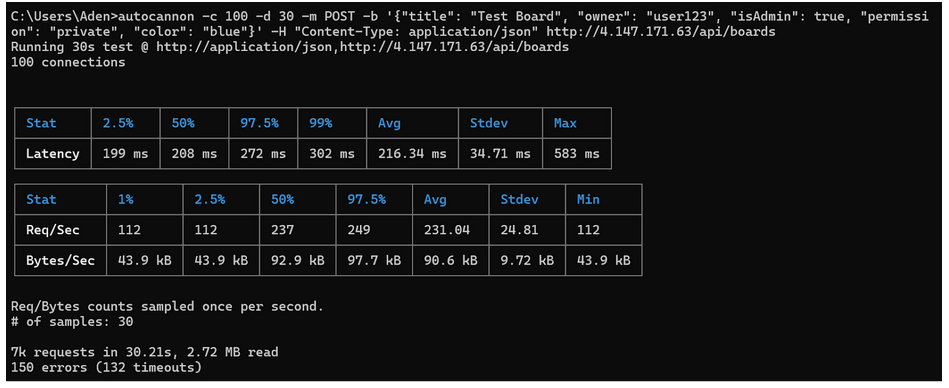 C:\Users\Aden>autocannon -c 100 -d 30 -m POST -b '{"title": "Test Board", "owner": "user123", "isAdmin": true, "permissi
on": "private", "color": "blue"}' -H "Content-Type: application/json" http://4.147.171.63/api/boards
Running 30s test @ http://application/json,http://4.147.171.63/api/boards
100 connections
Stat 2.5% 50% 97.5% 99% Avg Stdev Max
Latency 199 ms 208 ms 272 ms 302 ms 216.34 ms 34.71 ms 583 ms
Stat 1% 2.5% 50% 97.5% Avg Stdev Min
Req/Sec 112 112 237 249 231.04 24.81 112
Bytes/Sec 43.9 kB 43.9 kB 92.9 kB 97.7 kB 90.6 kB 9.72 kB 43.9 kB
Req/Bytes counts sampled once per second.
# of samples: 30
7k requests in 30.21s, 2.72 MB read
150 errors (132 timeouts)